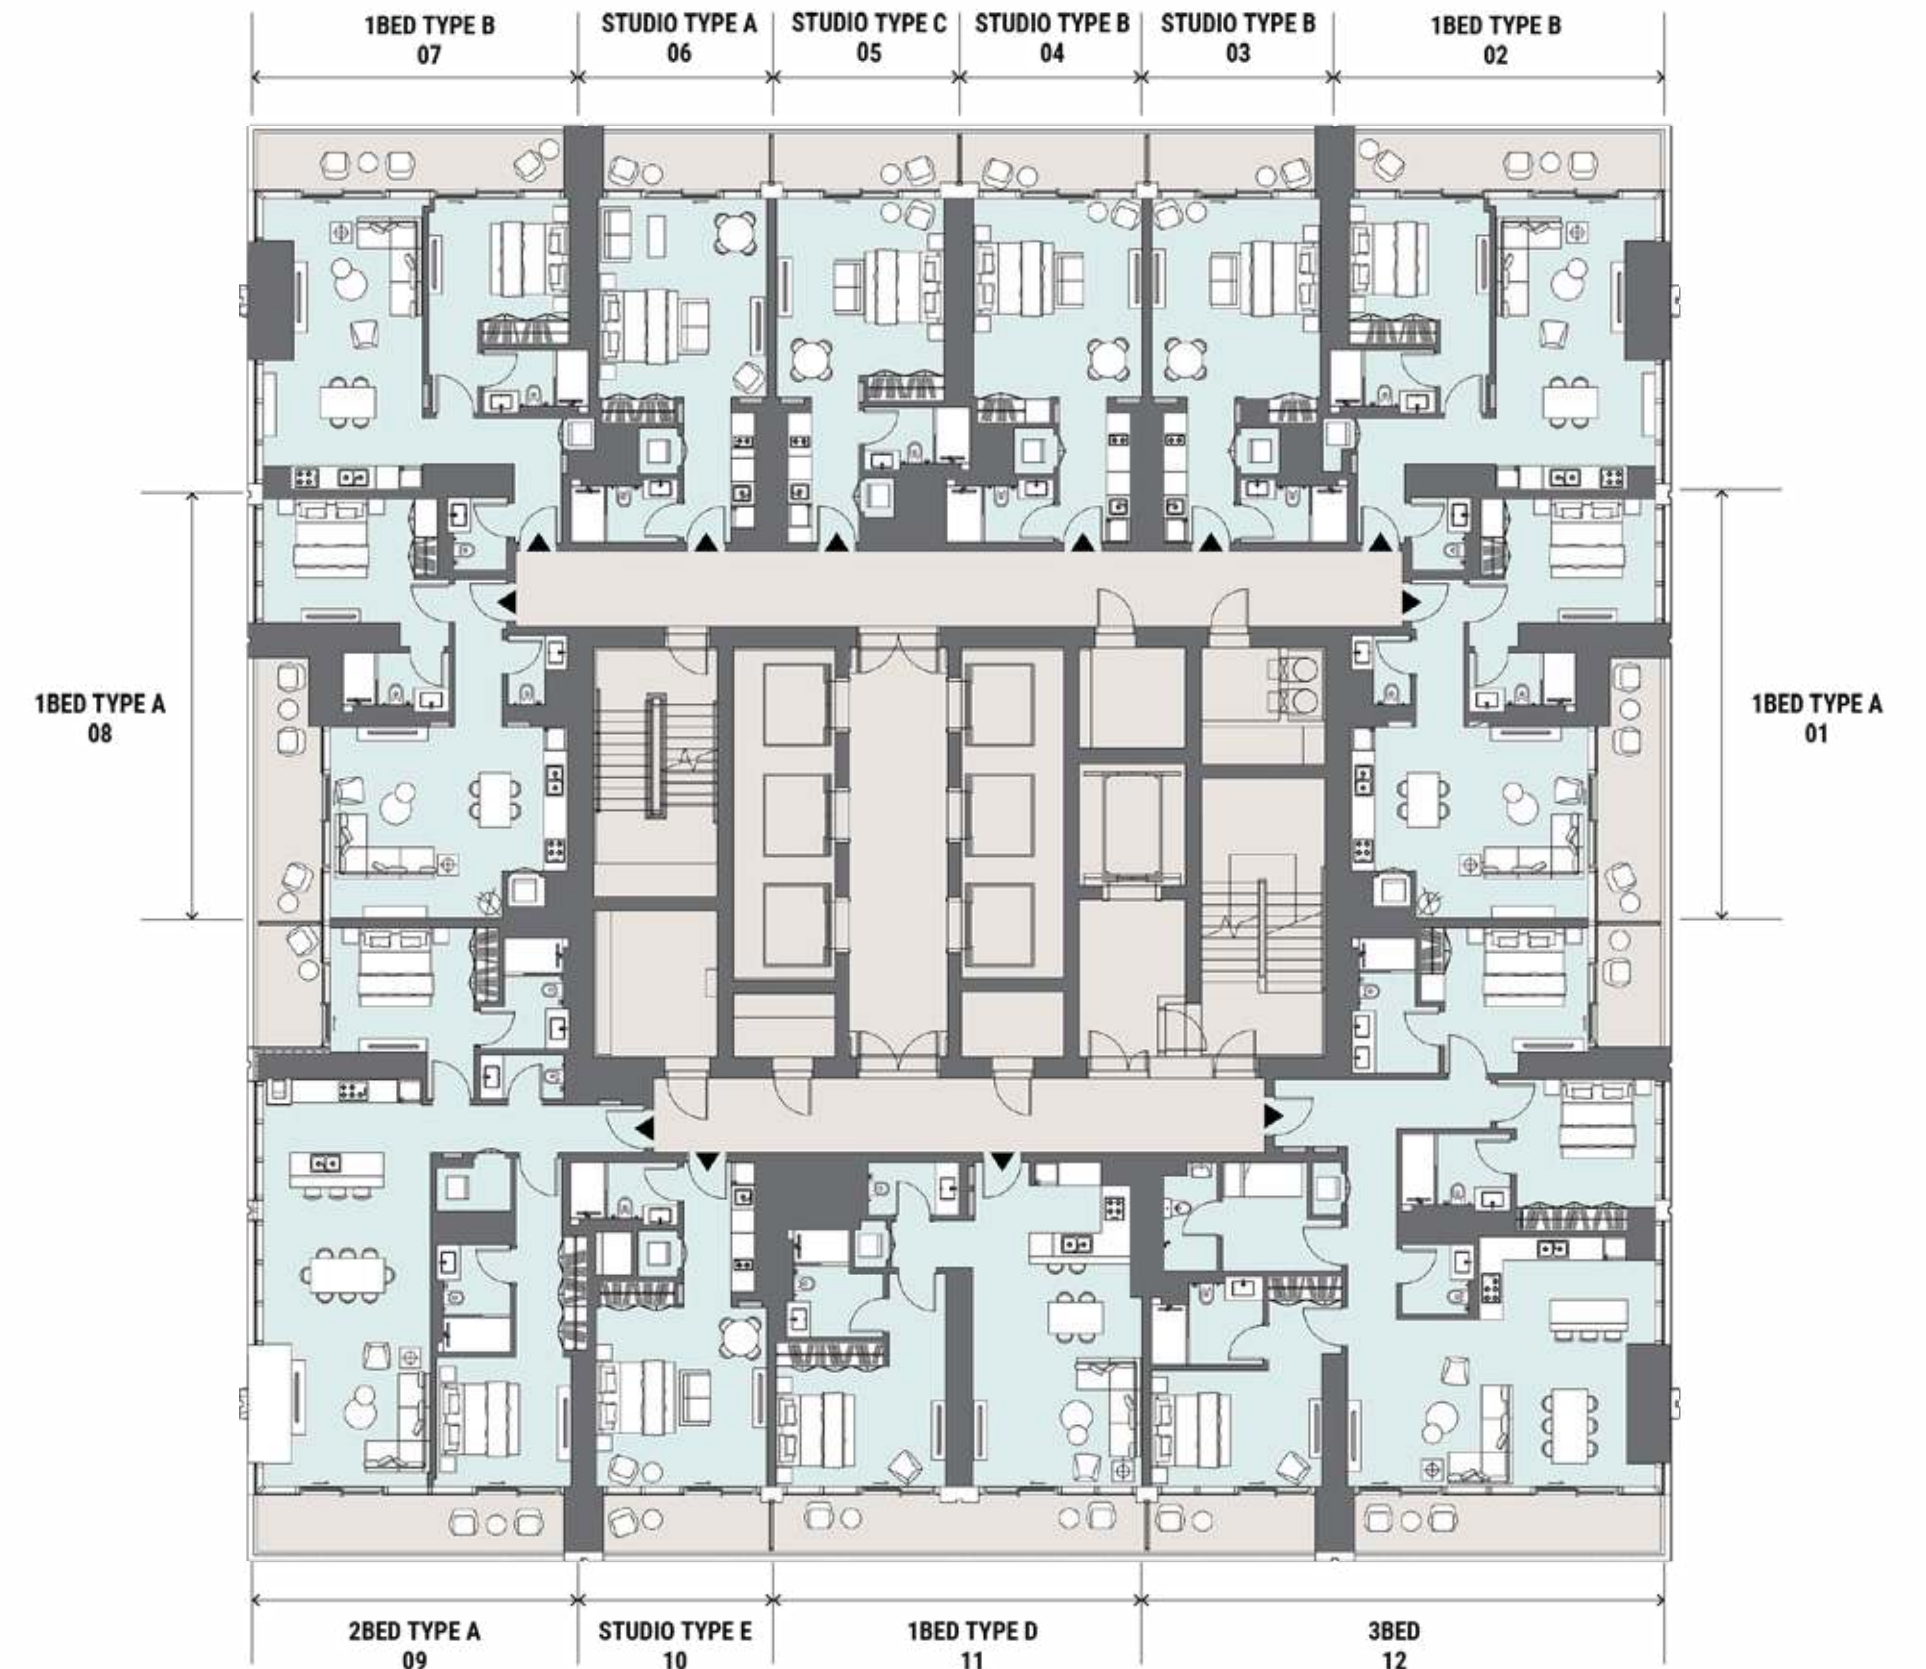 1BED TYPE B
07
STUDIO TYPE A
06
STUDIO TYPE C
05
STUDIO TYPE B
04
STUDIO TYPE B
03
1BED TYPE B
02
1BED TYPE A
08
1BED TYPE A
01
2BED TYPE A
09
STUDIO TYPE E
10
1BED TYPE D
11
3BED
12